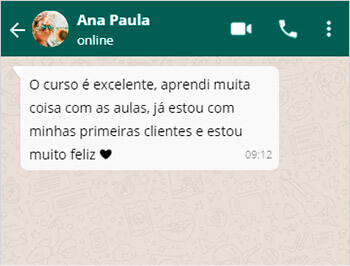 Ana Paula
online
O curso é excelente, aprendi muita
coisa com as aulas, já estou com
minhas primeiras clientes e estou
muito feliz 🖤
09:12